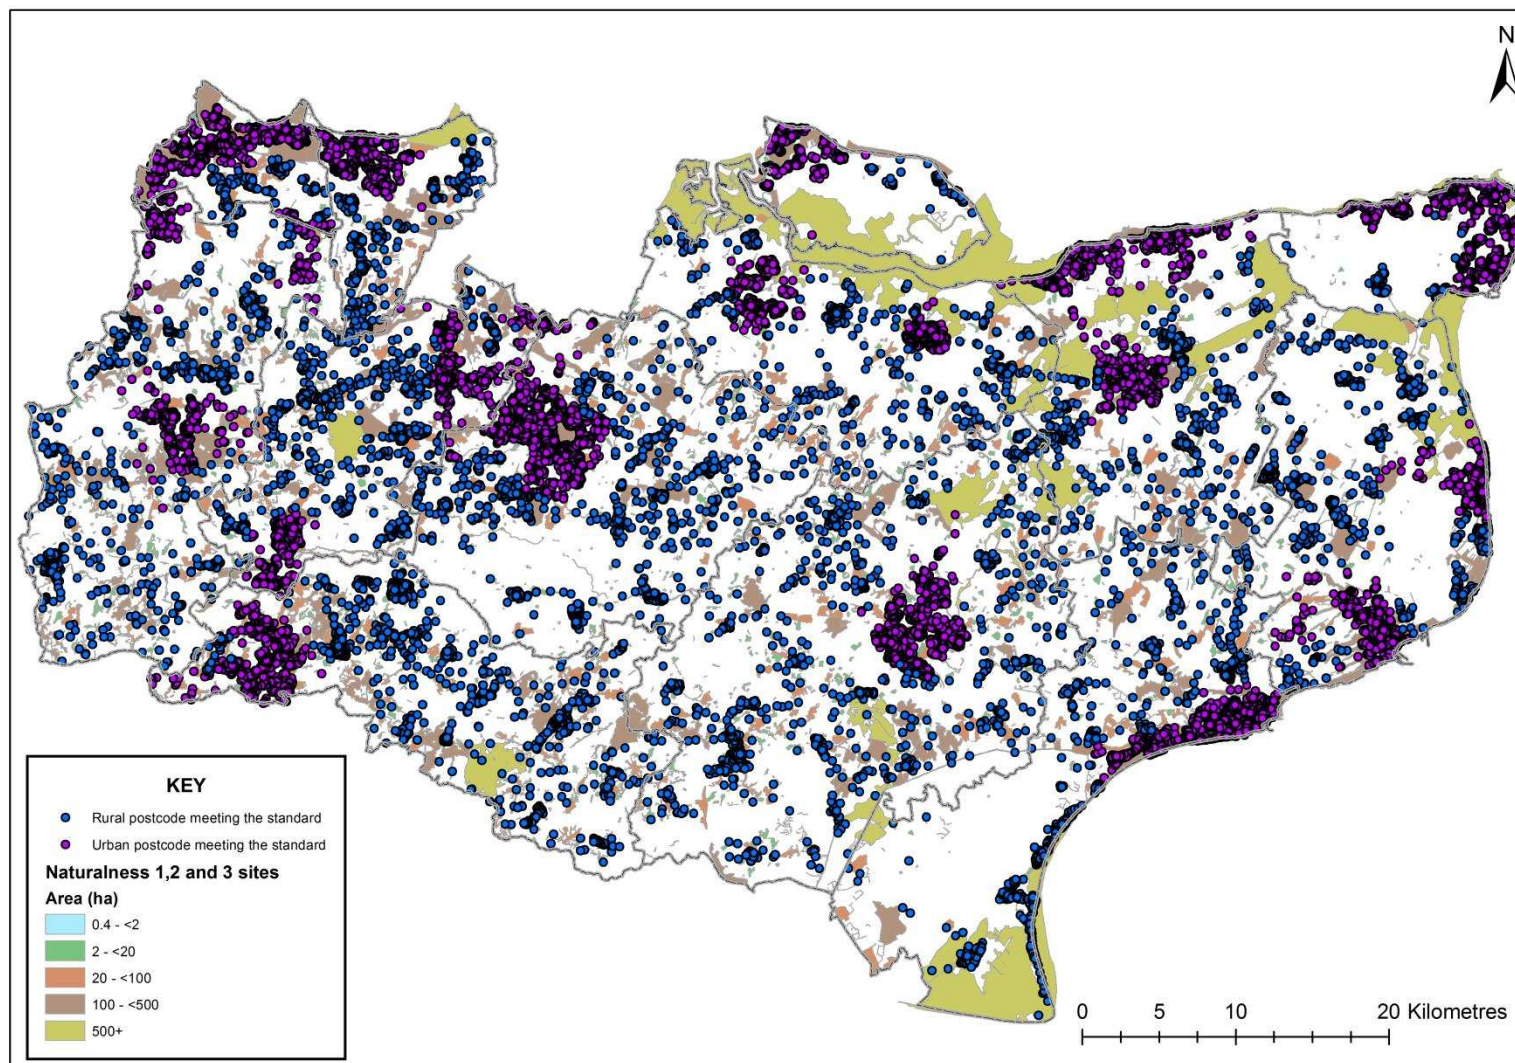 N
KEY
Rural postcode meeting the standard
Urban postcode meeting the standard
Naturalness 1,2 and 3 sites
Area (ha)
0.4 - <2
2 - <20
20 - <100
100 - <500
500+
0 5 10 20 Kilometres